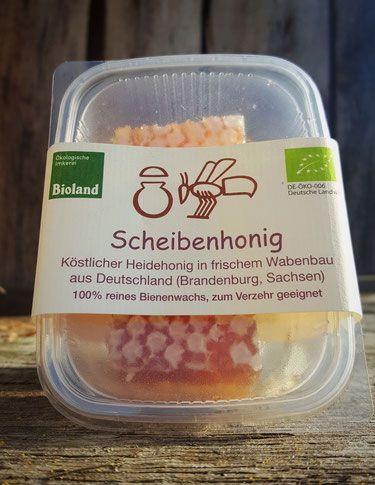 Ökologische
Imkerei
Bioland
DE-ÖKO-006
Deutsche
Scheibenhonig
Köstlicher Heidehonig in frischem Wabenbau
aus Deutschland (Brandenburg, Sachsen)
100% reines Bienenwachs, zum Verzehr geeignet